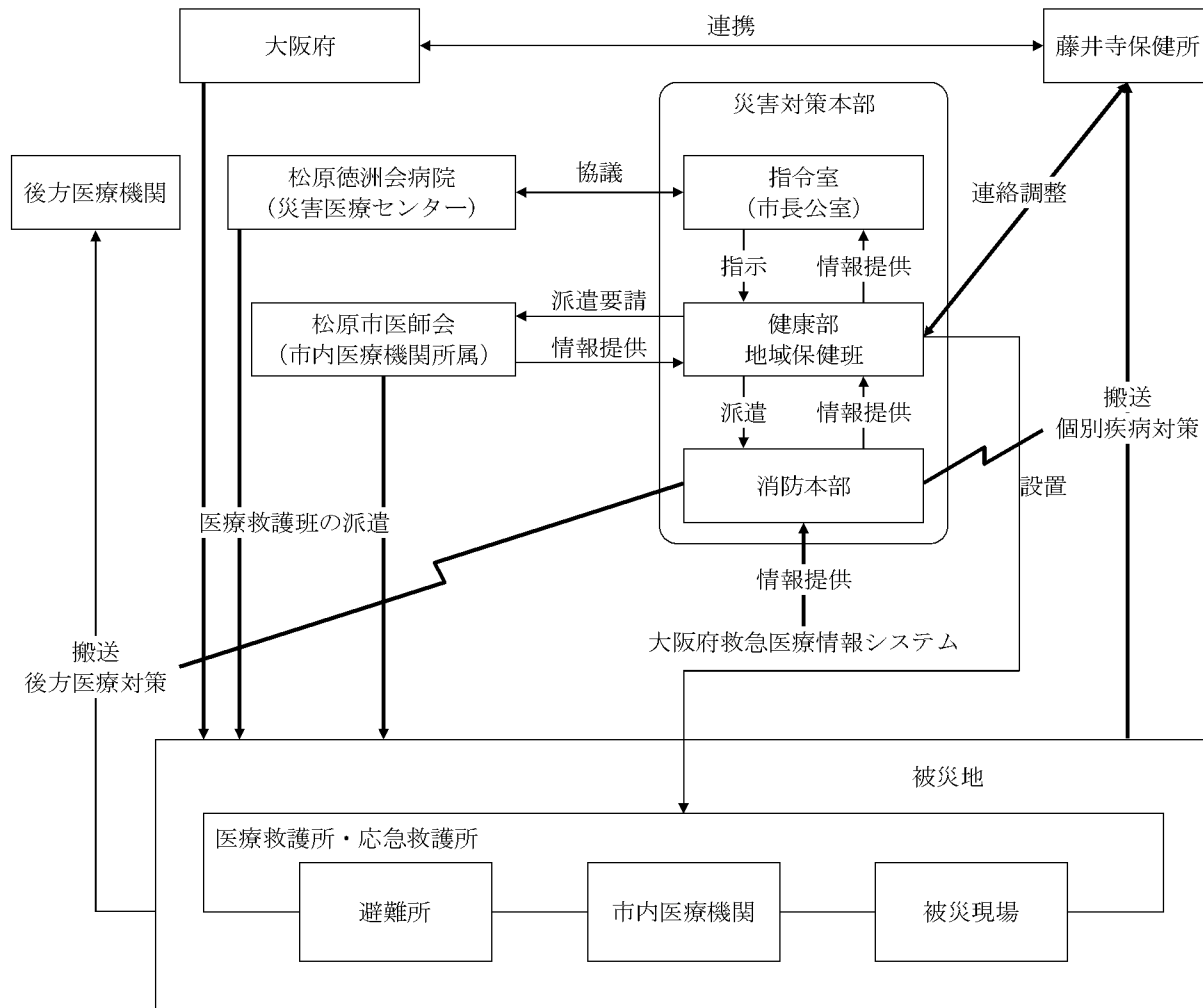 連携
大阪府
藤井寺保健所
災害対策本部
後方医療機関
松原徳洲会病院
(災害医療センター)
協議
指令室
(市長公室)
連絡調整
指示
情報提供
派遣要請
松原市医師会
(市内医療機関所属)
情報提供
健康部
地域保健班
派遣
情報提供
搬送
個別疾病対策
消防本部
設置
医療救護班の派遣
情報提供
大阪府救急医療情報システム
搬送
後方医療対策
被災地
医療救護所・応急救護所
避難所
市内医療機関
被災現場